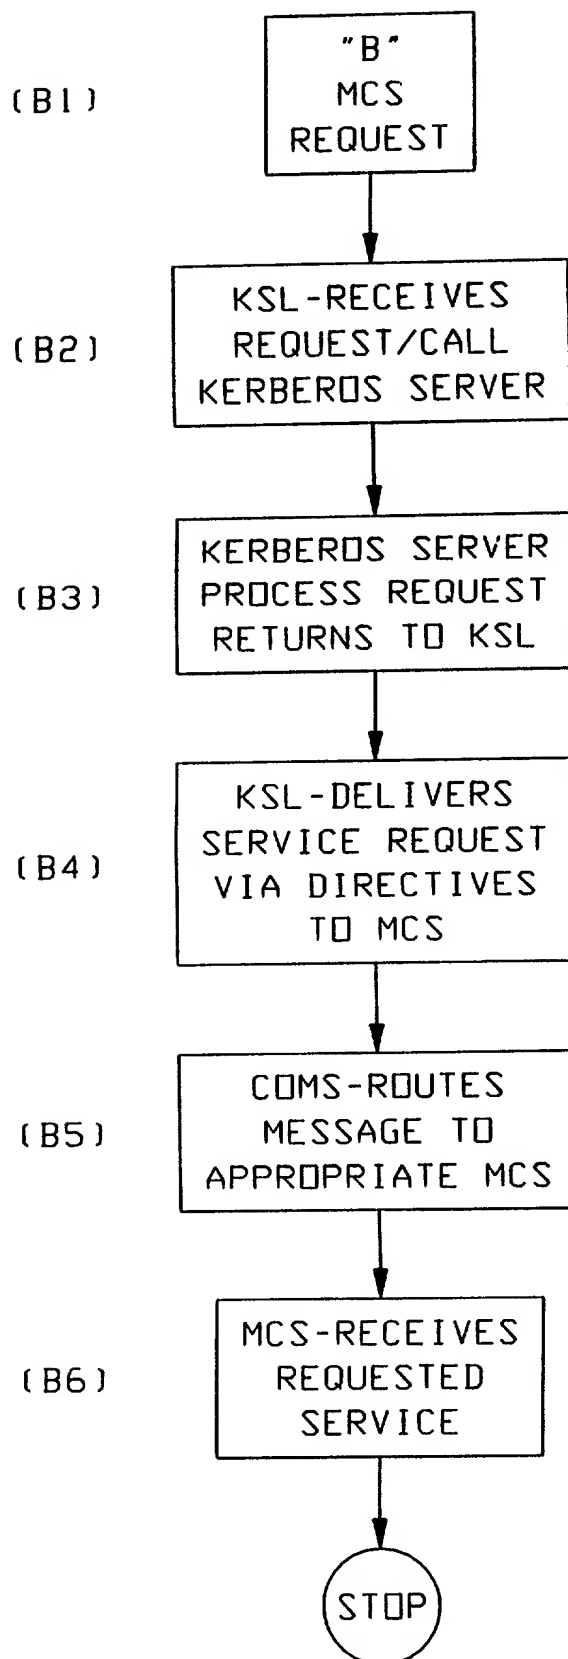 (B1)
"B"
MCS
REQUEST
(B2)
KSL-RECEIVES
REQUEST/CALL
KERBEROS SERVER
(B3)
KERBEROS SERVER
PROCESS REQUEST
RETURNS TO KSL
(B4)
KSL-DELIVERS
SERVICE REQUEST
VIA DIRECTIVES
TO MCS
(B5)
COMS-ROUTES
MESSAGE TO
APPROPRIATE MCS
(B6)
MCS-RECEIVES
REQUESTED
SERVICE
STOP